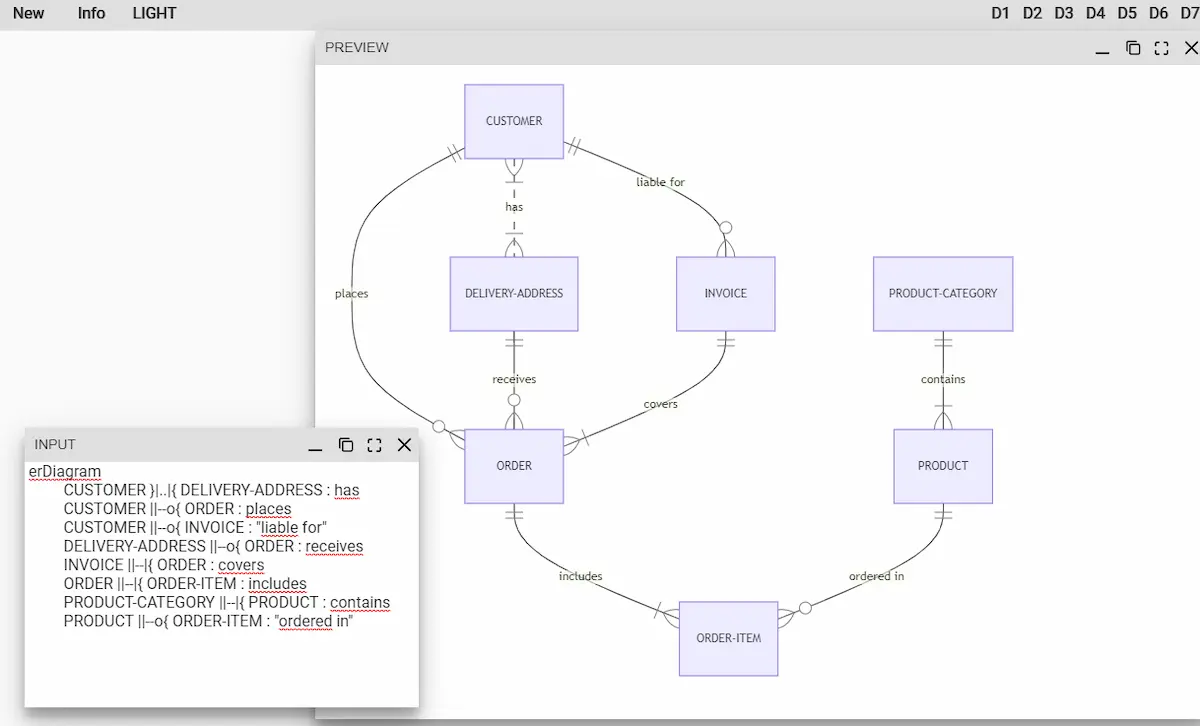 New Info LIGHT D1 D2 D3 D4 D5 D6 D7
PREVIEW
CUSTOMER
liable for
has
places
DELIVERY-ADDRESS
INVOICE
PRODUCT-CATEGORY
receives
contains
covers
ORDER
PRODUCT
includes
ordered in
ORDER-ITEM
INPUT
erDiagram
CUSTOMER }|..|{ DELIVERY-ADDRESS : has
CUSTOMER ||--o{ ORDER : places
CUSTOMER ||--o{ INVOICE : "liable for"
DELIVERY-ADDRESS ||--o{ ORDER : receives
INVOICE ||--|{ ORDER : covers
ORDER ||--|{ ORDER-ITEM : includes
PRODUCT-CATEGORY ||--|{ PRODUCT : contains
PRODUCT ||--o{ ORDER-ITEM : "ordered in"